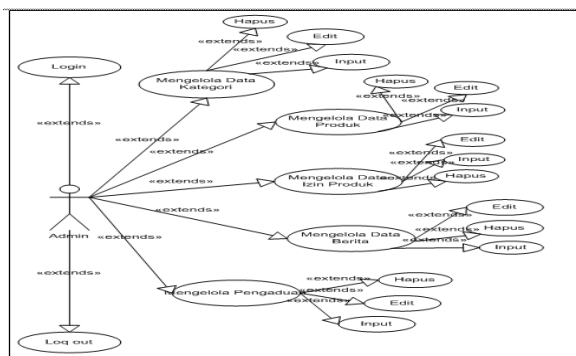 Hapus
«extends»
Edit
«extends»
Input
«extends»
Login
Mengelola Data
Kategori
Hapus
«extends»
Edit
«extends»
Input
«extends»
«extends»
Mengelola Data
Produk
«extends»
«extends»
Edit
«extends»
Input
«extends»
Hapus
«extends»
Mengelola Data
Izin Produk
«extends»
Admin
«extends»
«extends»
Edit
«extends»
Hapus
«extends»
Input
Mengelola Data
Berita
«extends»
«extends»
Hapus
«extends»
Edit
«extends»
Input
Mengelola Pengaduan
Log out